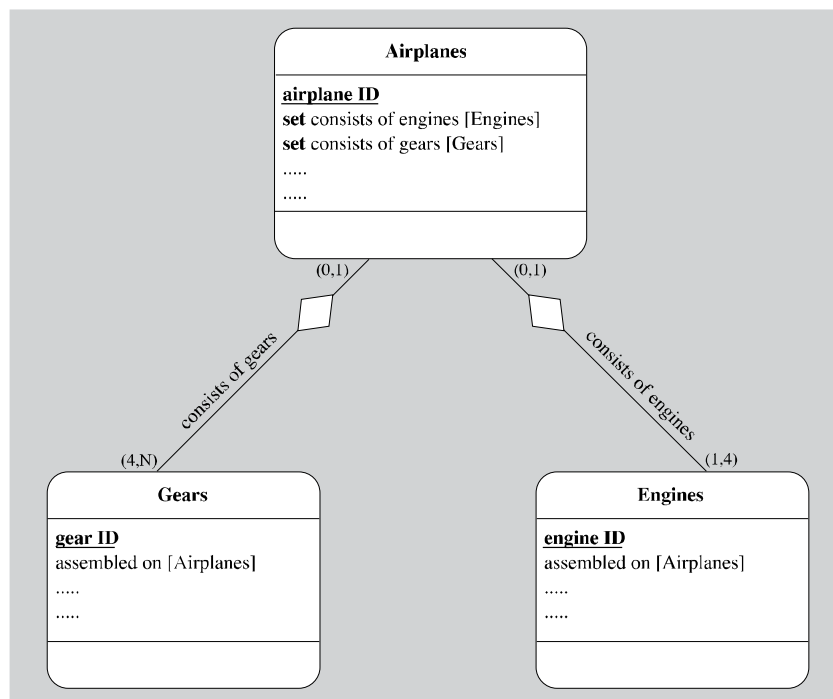 Airplanes
airplane ID
set consists of engines [Engines]
set consists of gears [Gears]
.....
.....
(0,1)
(0,1)
consists of gears
consists of engines
(4,N)
(1,4)
Gears
gear ID
assembled on [Airplanes]
.....
.....
Engines
engine ID
assembled on [Airplanes]
.....
.....